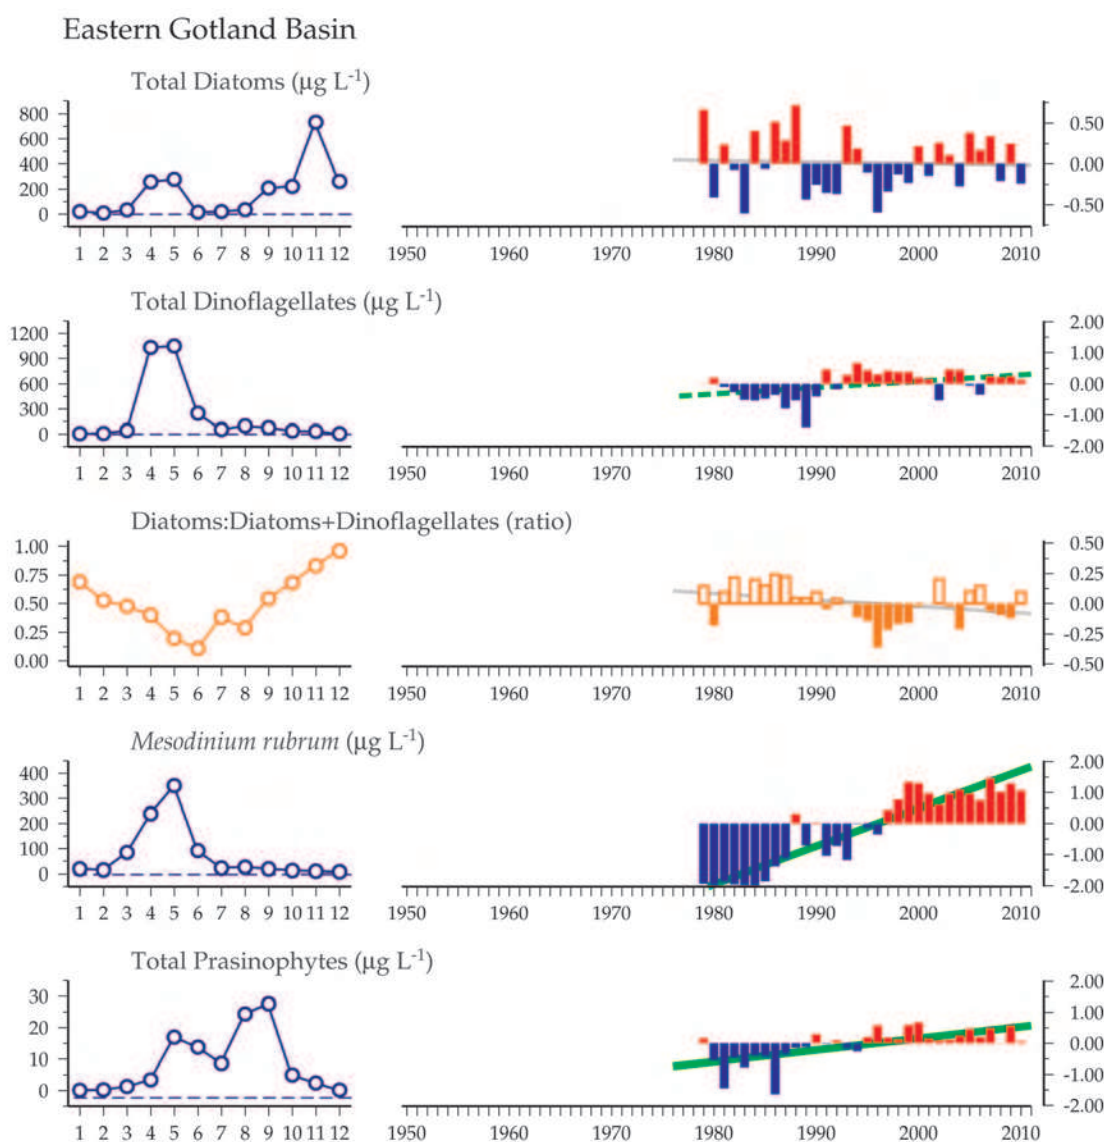 Eastern Gotland Basin
Total Diatoms (µg L-1)
800
600
400
200
0
0.50
0.00
-0.50
1 2 3 4 5 6 7 8 9 10 11 12
1950 1960 1970 1980 1990 2000 2010
Total Dinoflagellates (µg L-1)
1200
900
600
300
0
2.00
1.00
0.00
-1.00
-2.00
1 2 3 4 5 6 7 8 9 10 11 12
1950 1960 1970 1980 1990 2000 2010
Diatoms:Diatoms+Dinoflagellates (ratio)
1.00
0.75
0.50
0.25
0.00
0.50
0.25
0.00
-0.25
-0.50
1 2 3 4 5 6 7 8 9 10 11 12
1950 1960 1970 1980 1990 2000 2010
Mesodinium rubrum (µg L-1)
400
300
200
100
0
2.00
1.00
0.00
-1.00
-2.00
1 2 3 4 5 6 7 8 9 10 11 12
1950 1960 1970 1980 1990 2000 2010
Total Prasinophytes (µg L-1)
30
20
10
0
2.00
1.00
0.00
-1.00
-2.00
1 2 3 4 5 6 7 8 9 10 11 12
1950 1960 1970 1980 1990 2000 2010